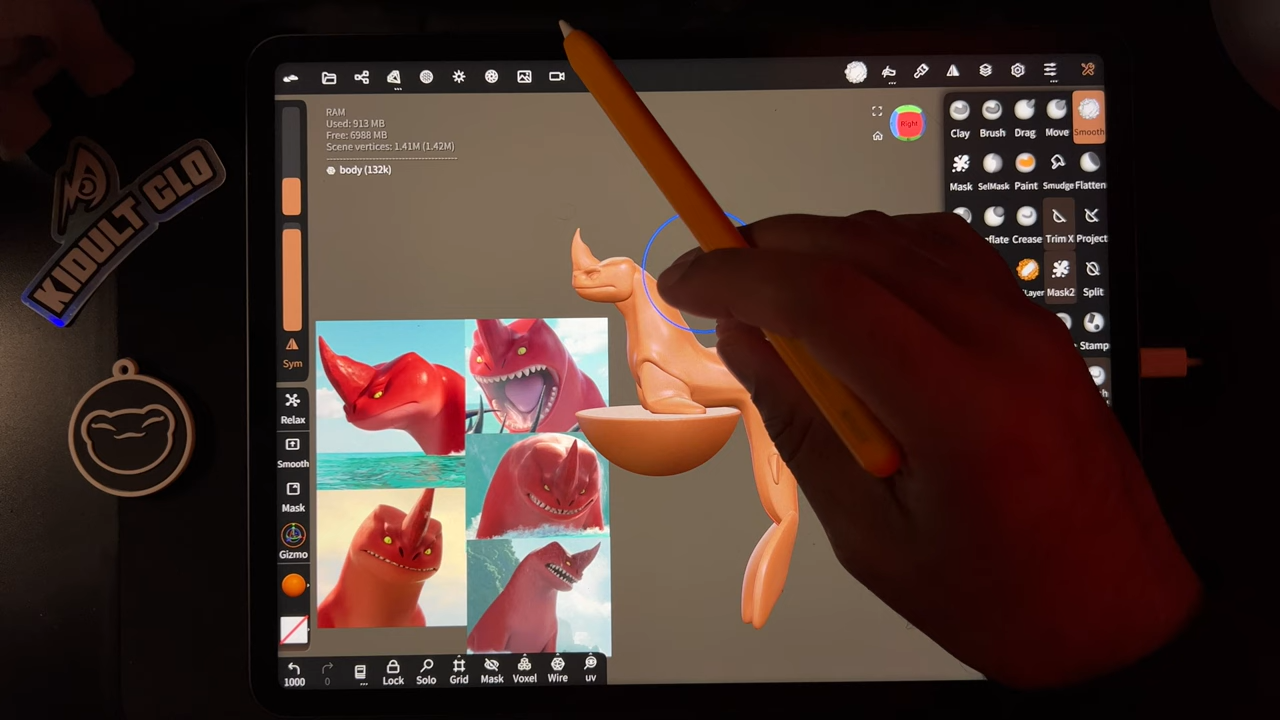 RAM
Used: 913 MB
Free: 6988 MB
Scene vertices: 1.41M (1.42M)
body (132k)
Right
Clay Brush Drag Move Smooth
Mask SelMask Paint Smudge Flatten
flate Crease Trim X Project
Layer Mask2 Split
Stamp
Sym
Relax
Smooth
Mask
Gizmo
1000 0 Lock Solo Grid Mask Voxel Wire uv
KIDULT CLO